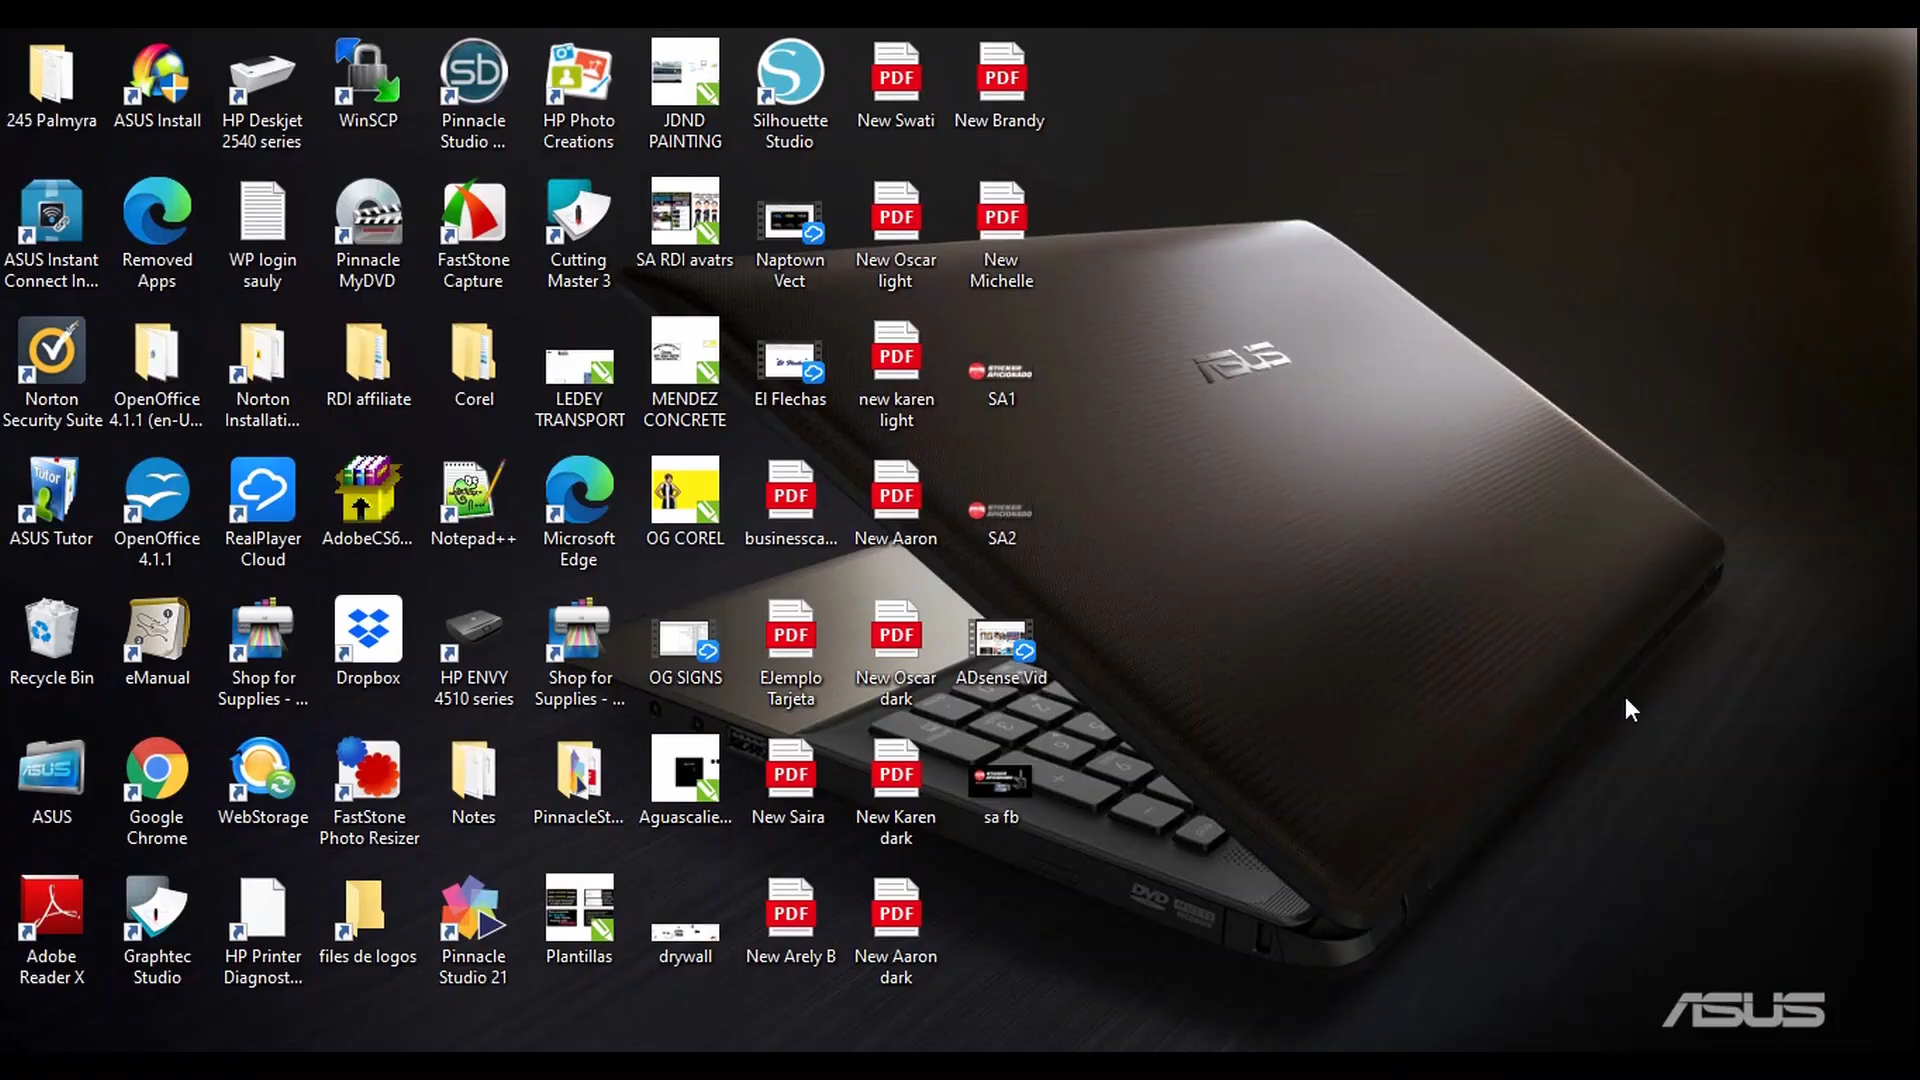 245 Palmyra
ASUS Install
HP Deskjet
2540 series
WinSCP
Pinnacle
Studio ...
HP Photo
Creations
JDND
PAINTING
Silhouette
Studio
PDF
New Swati
PDF
New Brandy
ASUS Instant
Connect In...
Removed
Apps
WP login
sauly
Pinnacle
MyDVD
FastStone
Capture
Cutting
Master 3
SA RDI avatrs
Naptown
Vect
PDF
New Oscar
light
PDF
New
Michelle
Norton
Security Suite
OpenOffice
4.1.1 (en-U...
Norton
Installati...
RDI affiliate
Corel
LEDEY
TRANSPORT
MENDEZ
CONCRETE
El Flechas
PDF
new karen
light
STICKER
AFICIONADO
SA1
ASUS Tutor
OpenOffice
4.1.1
RealPlayer
Cloud
AdobeCS6...
Notepad++
Microsoft
Edge
OG COREL
PDF
businessca...
PDF
New Aaron
STICKER
AFICIONADO
SA2
Recycle Bin
eManual
Shop for
Supplies - ...
Dropbox
HP ENVY
4510 series
Shop for
Supplies - ...
OG SIGNS
PDF
EJemplo
Tarjeta
PDF
New Oscar
dark
ADsense Vid
ASUS
Google
Chrome
WebStorage
FastStone
Photo Resizer
Notes
PinnacleSt...
Aguascalie...
PDF
New Saira
PDF
New Karen
dark
sa fb
Adobe
Reader X
Graphtec
Studio
HP Printer
Diagnost...
files de logos
Pinnacle
Studio 21
Plantillas
drywall
PDF
New Arely B
PDF
New Aaron
dark
ASUS
DVD
ASUS